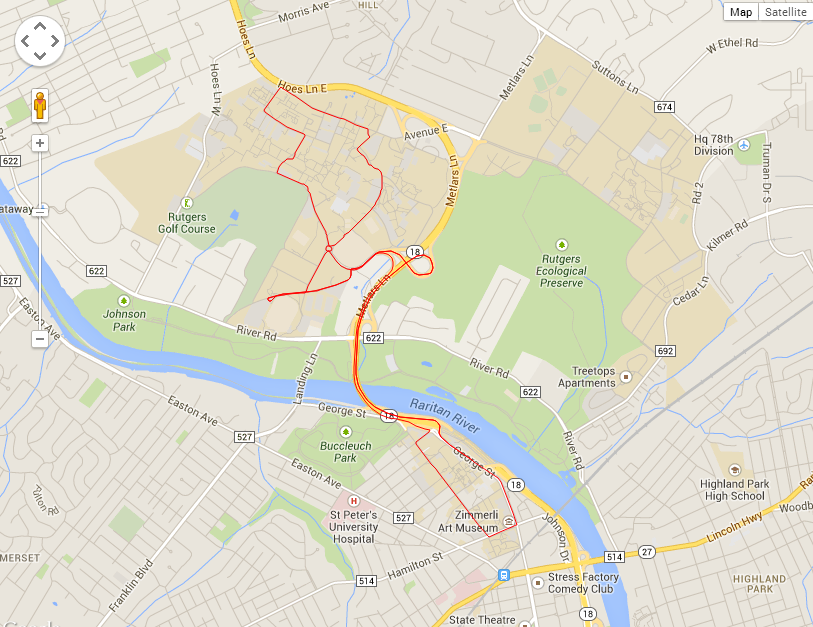 Morris Ave
HILL
Map
Satellite
Hoes Ln
W Ethel Rd
Metlars Ln
Suttons Ln
Hoes Ln E
Hoes Ln W
674
Avenue E
Hq 78th
Division
622
Metlars Ln
Truman Dr S
Rd 2
ataway
Rutgers
Golf Course
Kilmer Rd
18
Rutgers
Ecological
Preserve
622
527
Johnson
Park
Metlars Ln
Cedar Ln
Easton Ave
River Rd
622
692
Landing Ln
River Rd
Treetops
Apartments
622
Easton Ave
George St
18
Raritan River
527
Buccleuch
Park
River Rd
George St
Easton Ave
Highland Park
High School
18
Tilton Rd
St Peter's
University
Hospital
527
Zimmerli
Art Museum
Johnson Dr
Lincoln Hwy
Woodb
MERSET
Hamilton St
514
27
514
Franklin Blvd
Stress Factory
Comedy Club
HIGHLAND
PARK
State Theatre
18